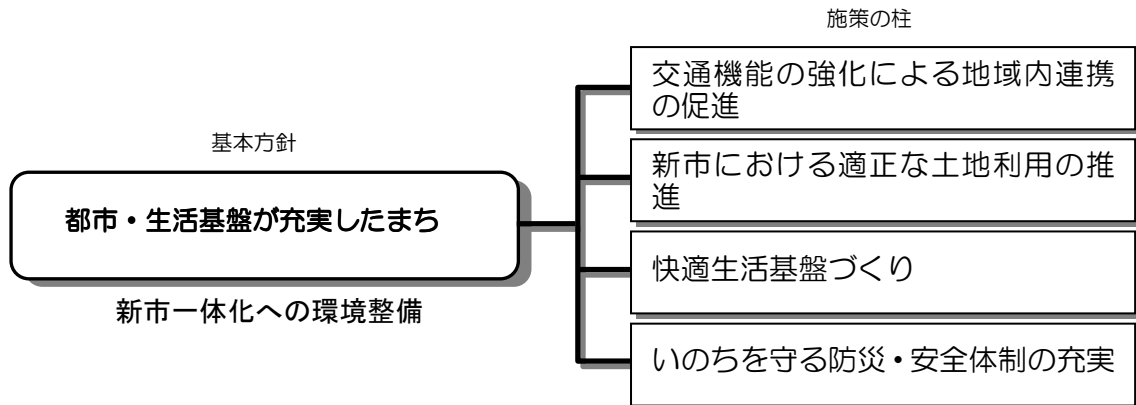 基本方針
都市・生活基盤が充実したまち
新市一体化への環境整備
施策の柱
交通機能の強化による地域内連携
の促進
新市における適正な土地利用の推
進
快適生活基盤づくり
いのちを守る防災・安全体制の充実